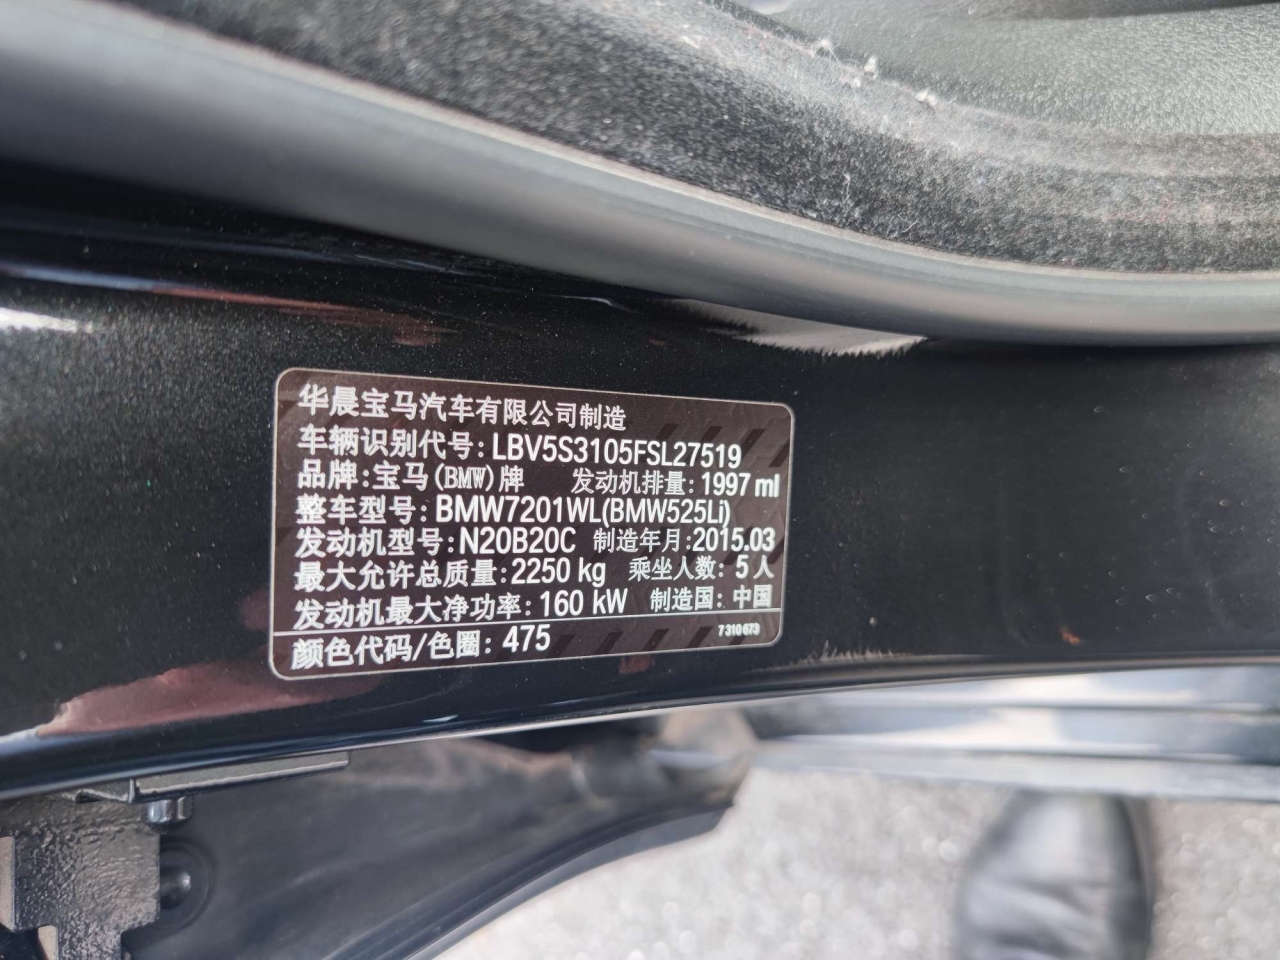 华晨宝马汽车有限公司制造
车辆识别代号: LBV5S3105FSL27519
品牌: 宝马(BMW)牌 发动机排量: 1997 ml
整车型号: BMW7201WL(BMW525Li)
发动机型号: N20B20C 制造年月: 2015.03
最大允许总质量: 2250 kg 乘坐人数: 5 人
发动机最大净功率: 160 kW 制造国: 中国
颜色代码/色圈: 475 7 310 673